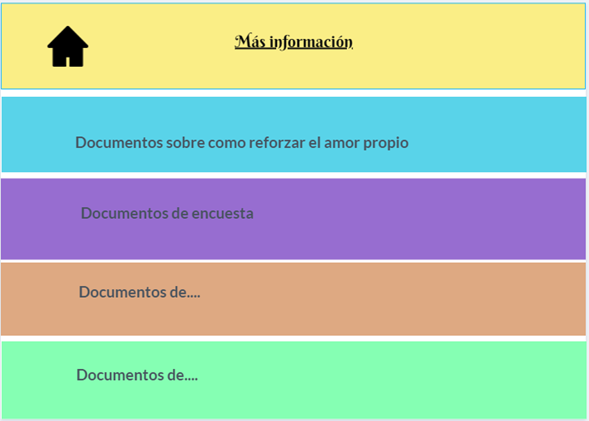 Más información
Documentos sobre como reforzar el amor propio
Documentos de encuesta
Documentos de....
Documentos de....